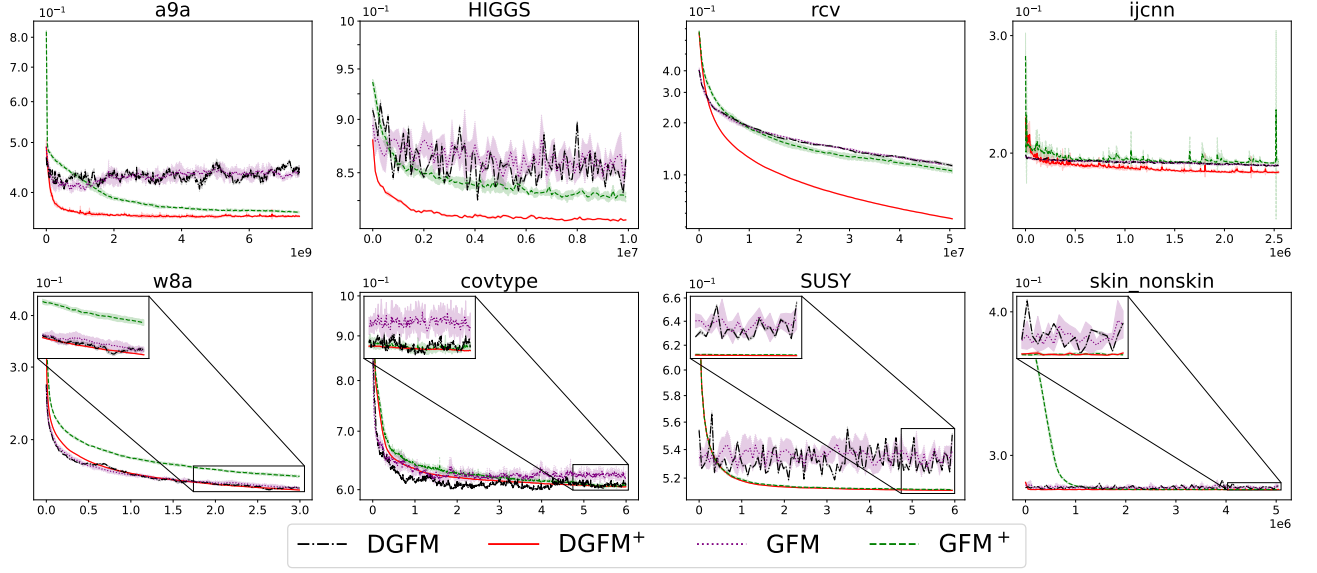 a9a
10⁻¹
8.0
7.0
6.0
5.0
4.0
0 2 4 6
1e9
HIGGS
10⁻¹
10
9.5
9.0
8.5
0.0 0.2 0.4 0.6 0.8 1.0
1e7
rcv
10⁻¹
4.0
3.0
2.0
1.0
0 1 2 3 4 5
1e7
ijcnn
10⁻¹
3.0
2.0
0.0 0.5 1.0 1.5 2.0 2.5
1e6
w8a
10⁻¹
4.0
3.0
2.0
0.0 0.5 1.0 1.5 2.0 2.5 3.0
covtype
10⁻¹
10
9.0
8.0
7.0
6.0
0 1 2 3 4 5 6
SUSY
10⁻¹
6.6
6.4
6.2
6.0
5.8
5.6
5.4
5.2
0 1 2 3 4 5 6
skin_nonskin
10⁻¹
4.0
3.0
0 1 2 3 4 5
1e6
DGFM DGFM⁺ GFM GFM⁺